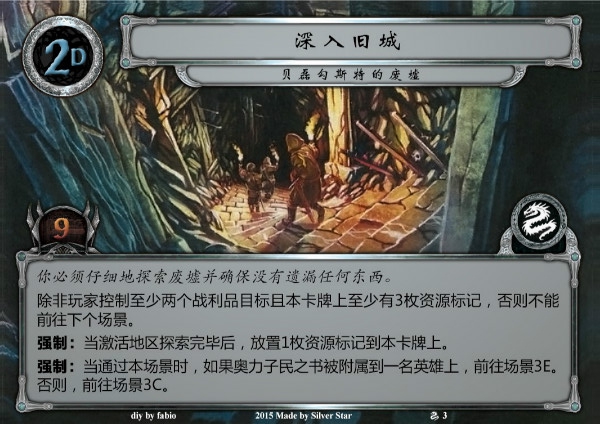 2D
深入旧城
贝磊勾斯特的废墟
9
你必须仔细地探索废墟并确保没有遗漏任何东西。
除非玩家控制至少两个战利品目标且本卡牌上至少有3枚资源标记，否则不能
前往下个场景。
强制：当激活地区探索完毕后，放置1枚资源标记到本卡牌上。
强制：当通过本场景时，如果奥力子民之书被附属到一名英雄上，前往场景3E。
否则，前往场景3C。
diy by fabio 2015 Made by Silver Star 3